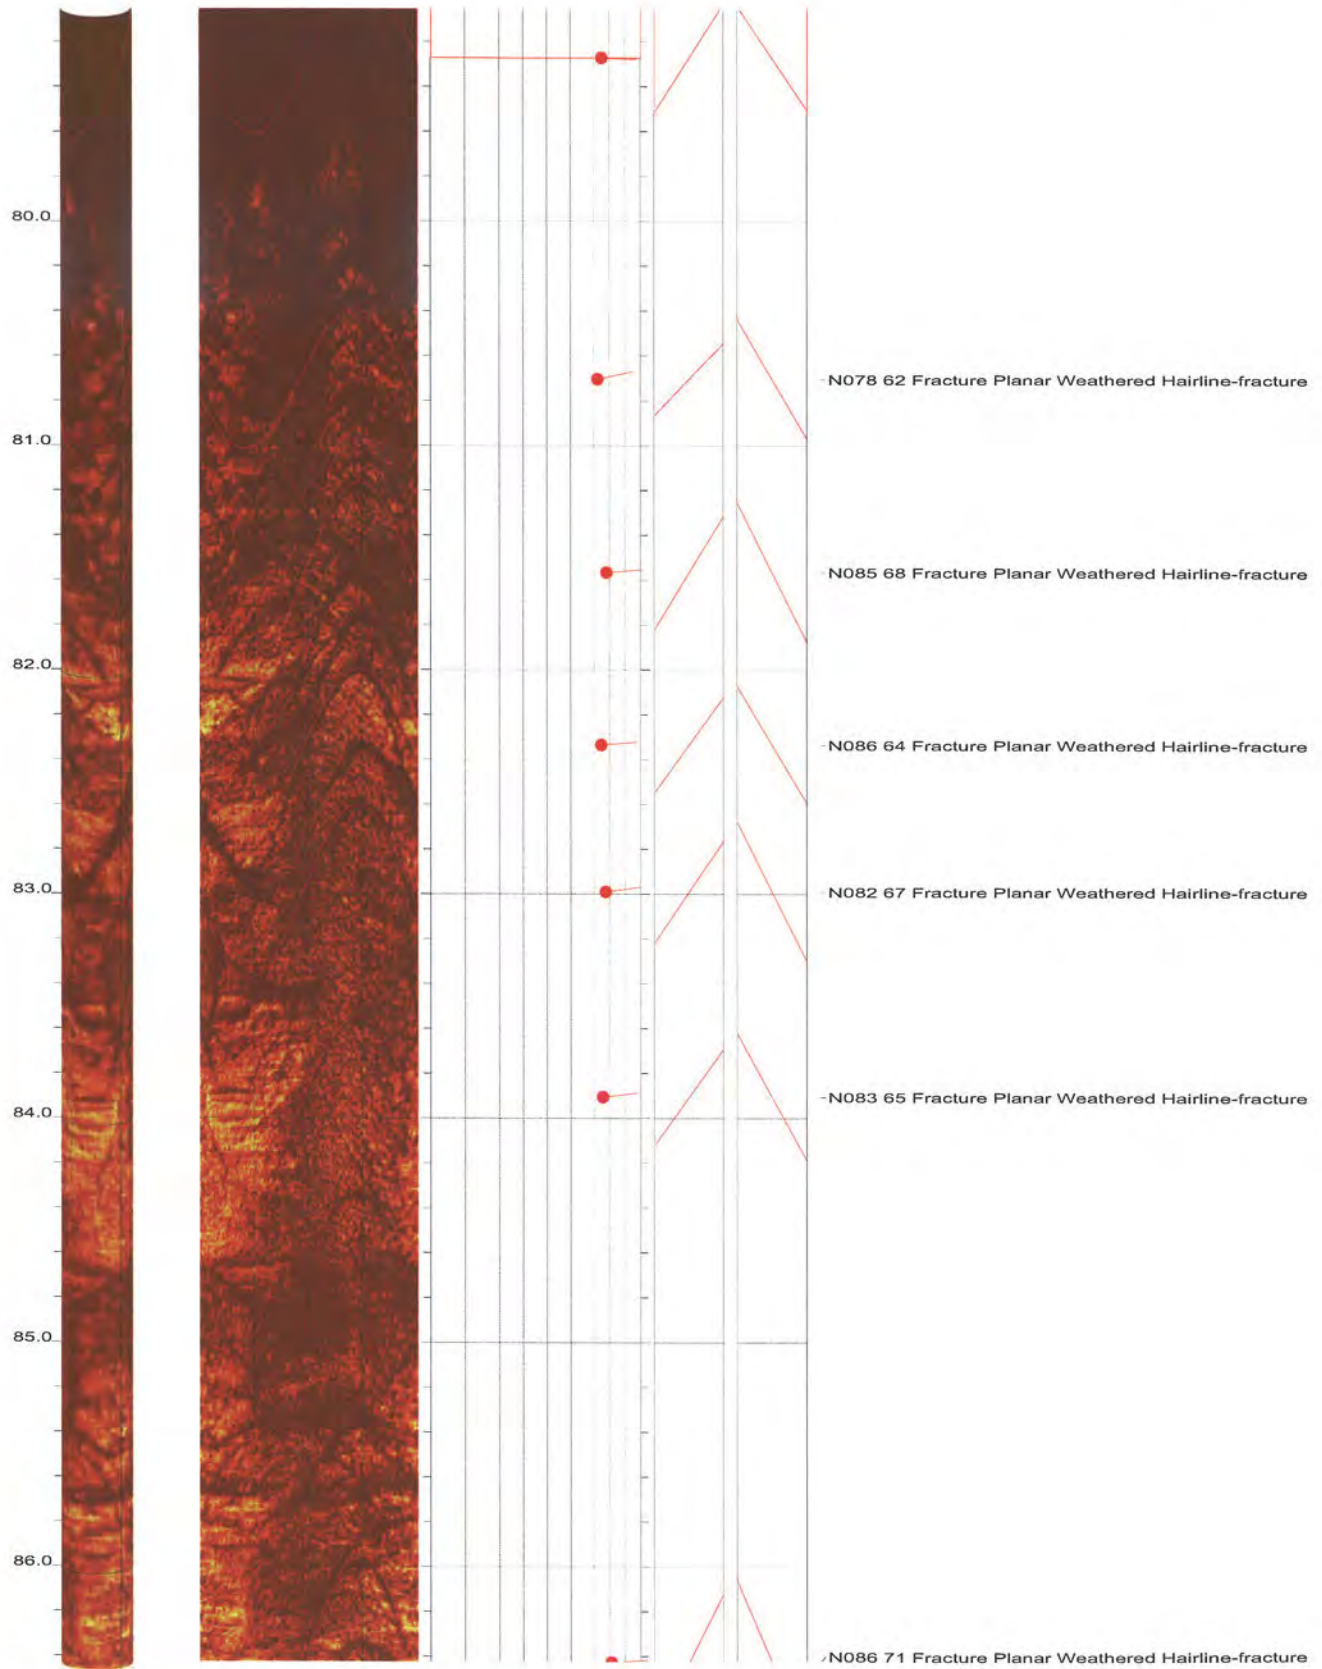 80.0
N078 62 Fracture Planar Weathered Hairline-fracture
81.0
N085 68 Fracture Planar Weathered Hairline-fracture
82.0
N086 64 Fracture Planar Weathered Hairline-fracture
83.0
N082 67 Fracture Planar Weathered Hairline-fracture
84.0
N083 65 Fracture Planar Weathered Hairline-fracture
85.0
86.0
N086 71 Fracture Planar Weathered Hairline-fracture